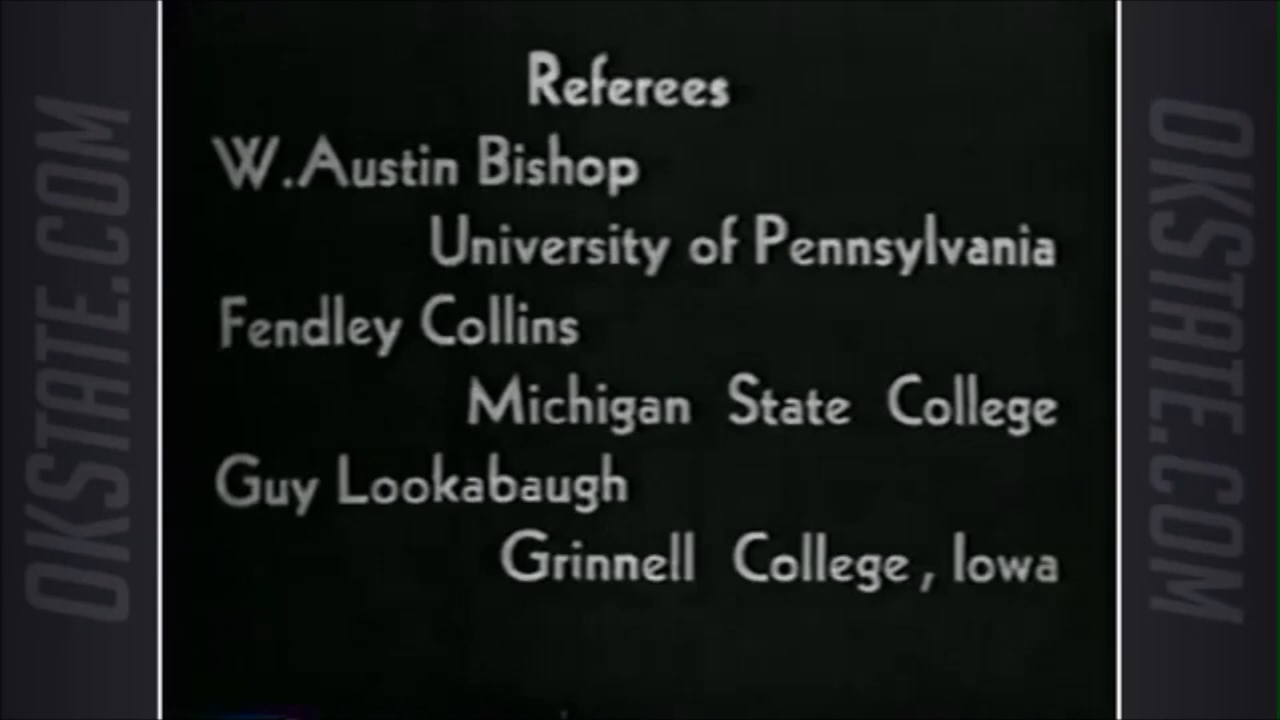 Referees
W. Austin Bishop
University of Pennsylvania
Fendley Collins
Michigan State College
Guy Lookabaugh
Grinnell College, Iowa
OKSTATE.COM
OKSTATE.COM